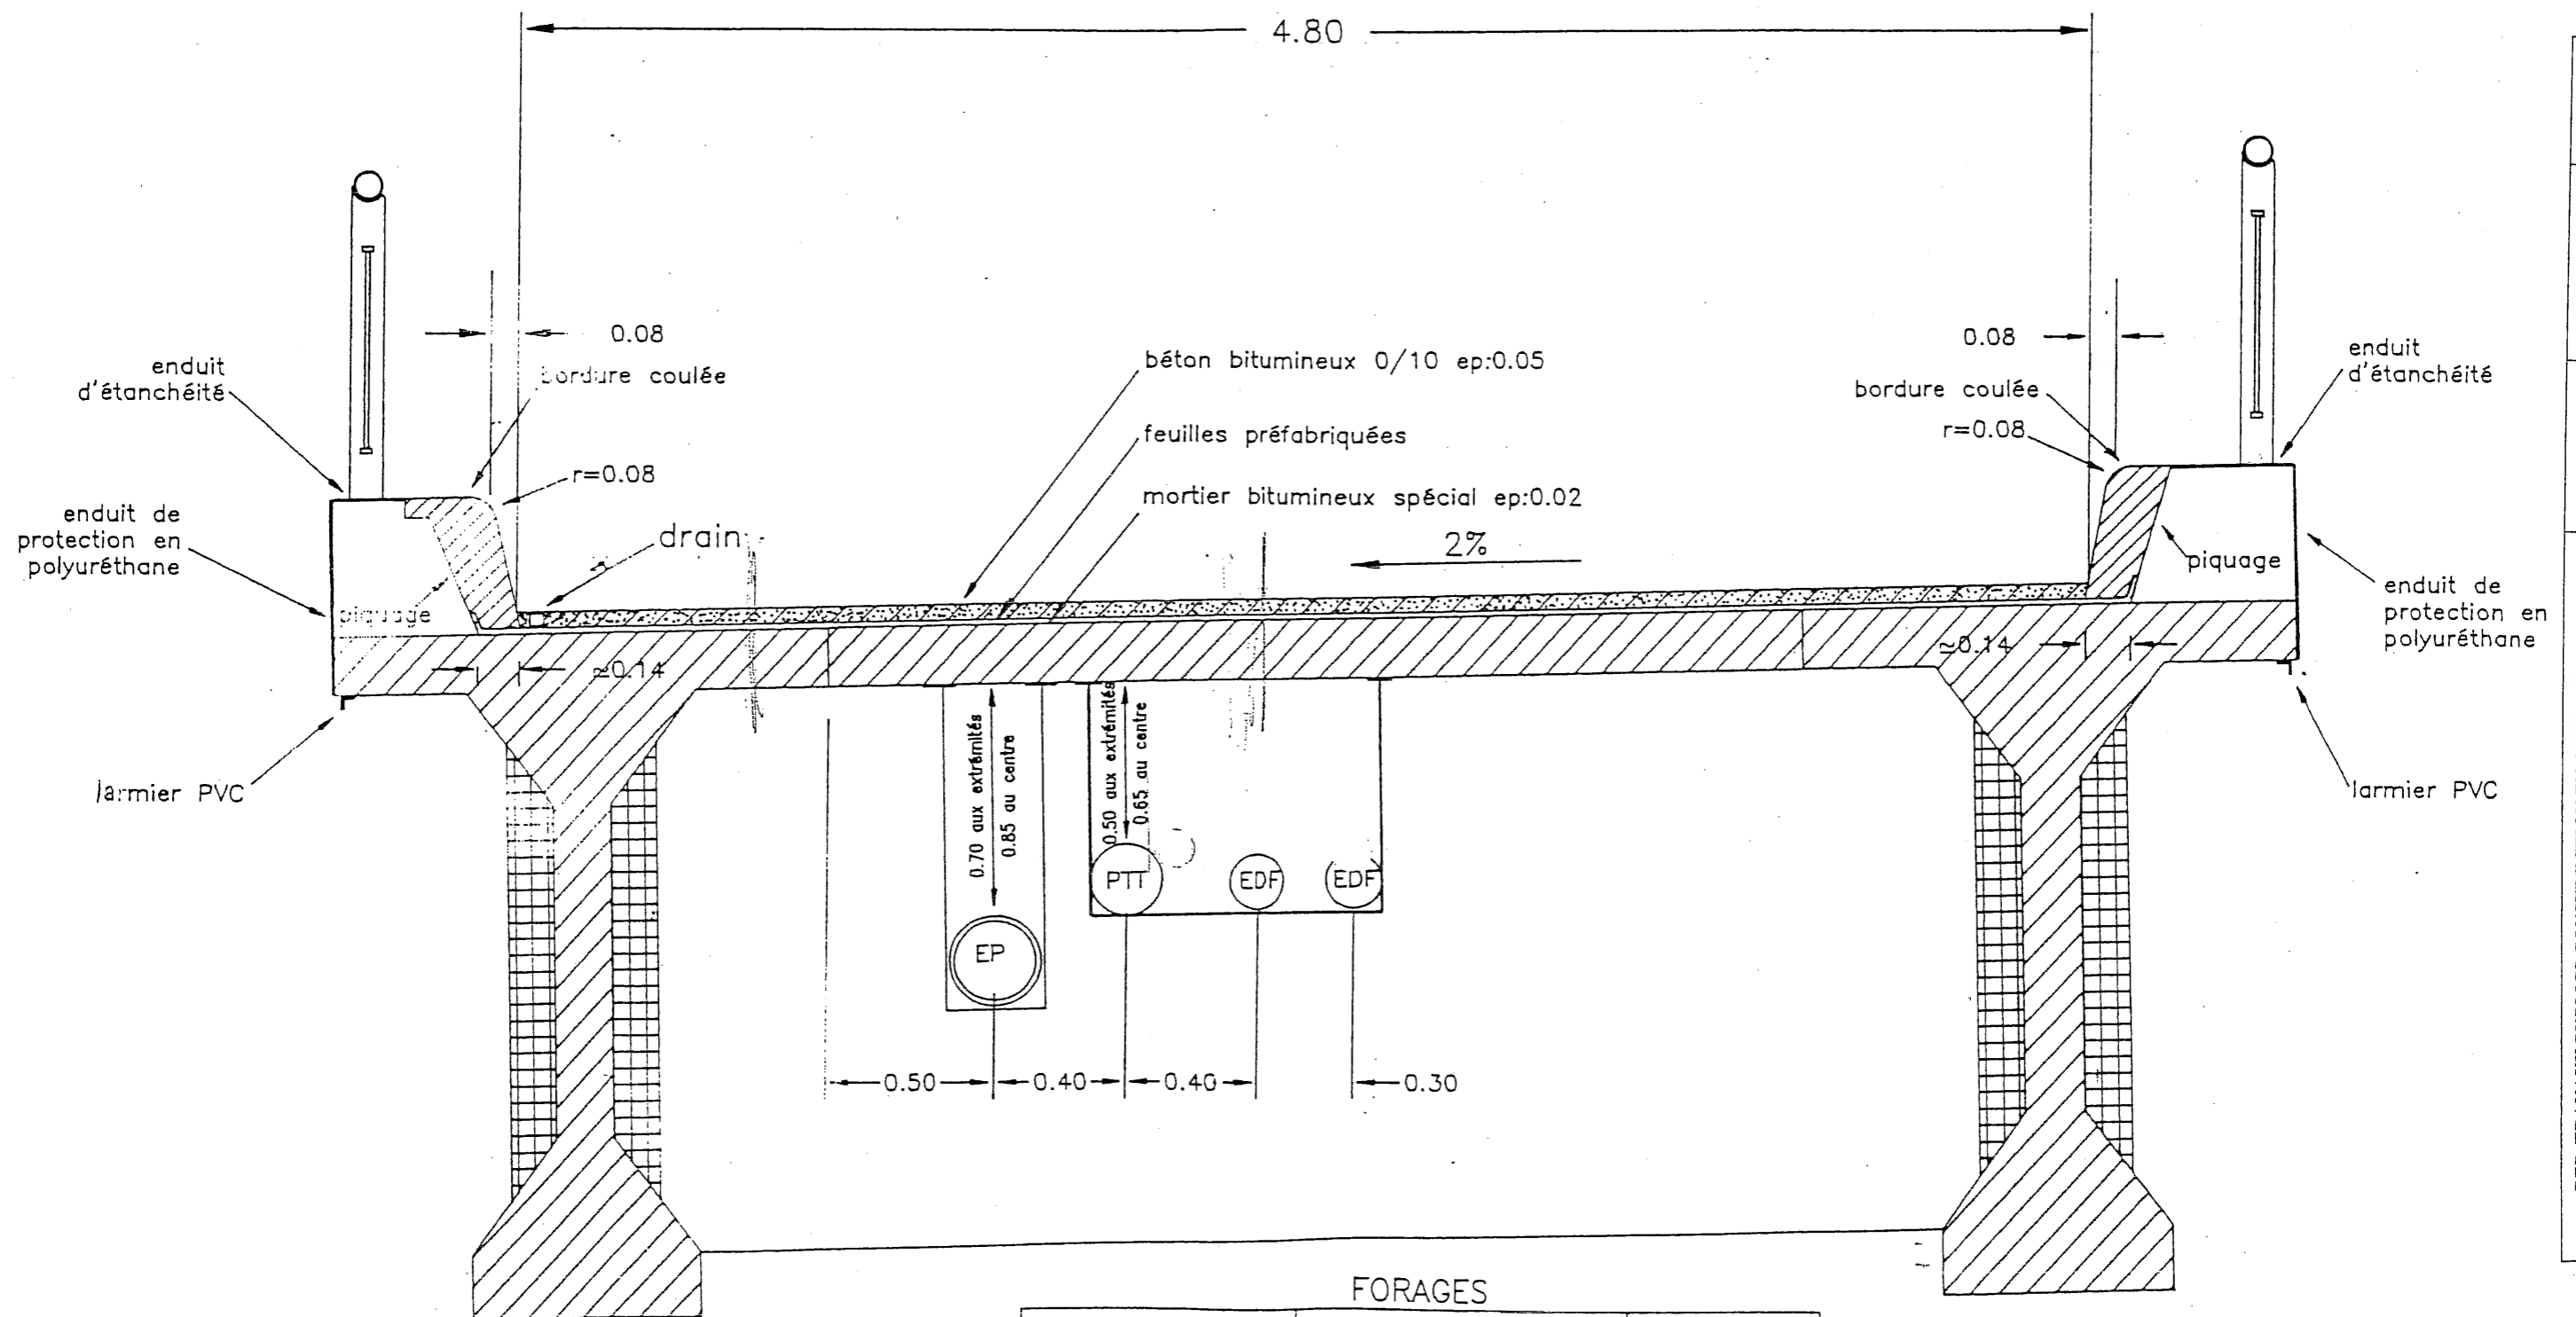 4.80
0.08
0.08
enduit
d'étanchéité
bordure coulée
béton bitumineux 0/10 ep:0.05
enduit
d'étanchéité
bordure coulée
r=0.08
feuilles préfabriquées
r=0.08
mortier bitumineux spécial ep:0.02
enduit de
protection en
polyuréthane
drain
2%
piquage
piquage
enduit de
protection en
polyuréthane
≃0.14
≃0.14
larmier PVC
larmier PVC
0.70 aux extrémités
0.85 au centre
0.50 aux extrémités
0.65 au centre
PTT
EDF
EDF
EP
0.50
0.40
0.40
0.30
FORAGES